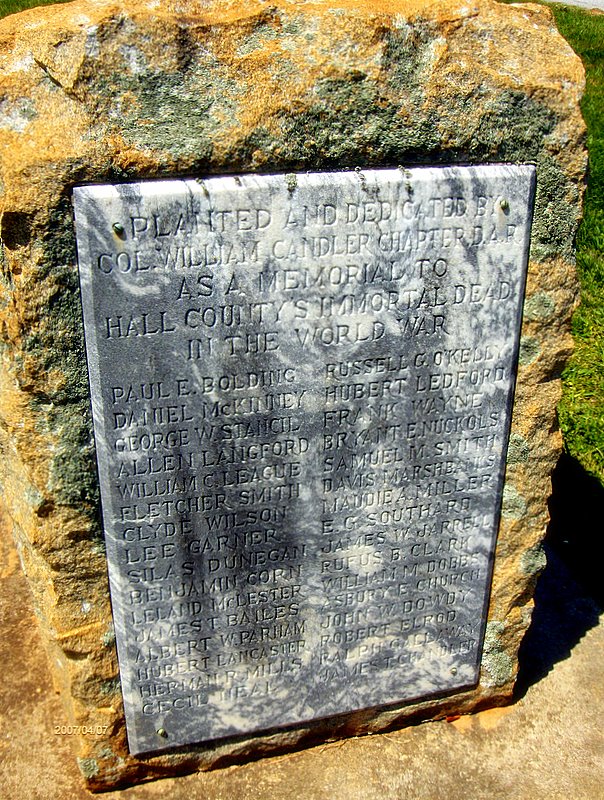 PLANTED AND DEDICATED BY
COL. WILLIAM CANDLER CHAPTER D.A.R.
AS A MEMORIAL TO
HALL COUNTY'S IMMORTAL DEAD
IN THE WORLD WAR
PAUL E. BOLDING
DANIEL McKINNEY
GEORGE W. STANCIL
ALLEN LANGFORD
WILLIAM C. LEAGUE
FLETCHER SMITH
CLYDE WILSON
LEE GARNER
SILAS DUNEGAN
BENJAMIN CORN
LELAND McLESTER
JAMES T. BAILES
ALBERT W. PARHAM
HUBERT LANCASTER
HERMAN R. MILLS
CECIL NEAL
RUSSELL G. O'KELLY
HUBERT LEDFORD
FRANK WAYNE
BRYANT E. NUCKOLS
SAMUEL M. SMITH
DAVIS MARSHBANKS
MAUDIE A. MILLER
E. G. SOUTHARD
JAMES W. JARRELL
RUFUS B. CLARK
WILLIAM M. DOBBS
ASBURY E. CHURCH
JOHN W. DOWDY
ROBERT ELROD
RALPH GALLAWAY
JAMES T. CHANDLER
2007/04/07